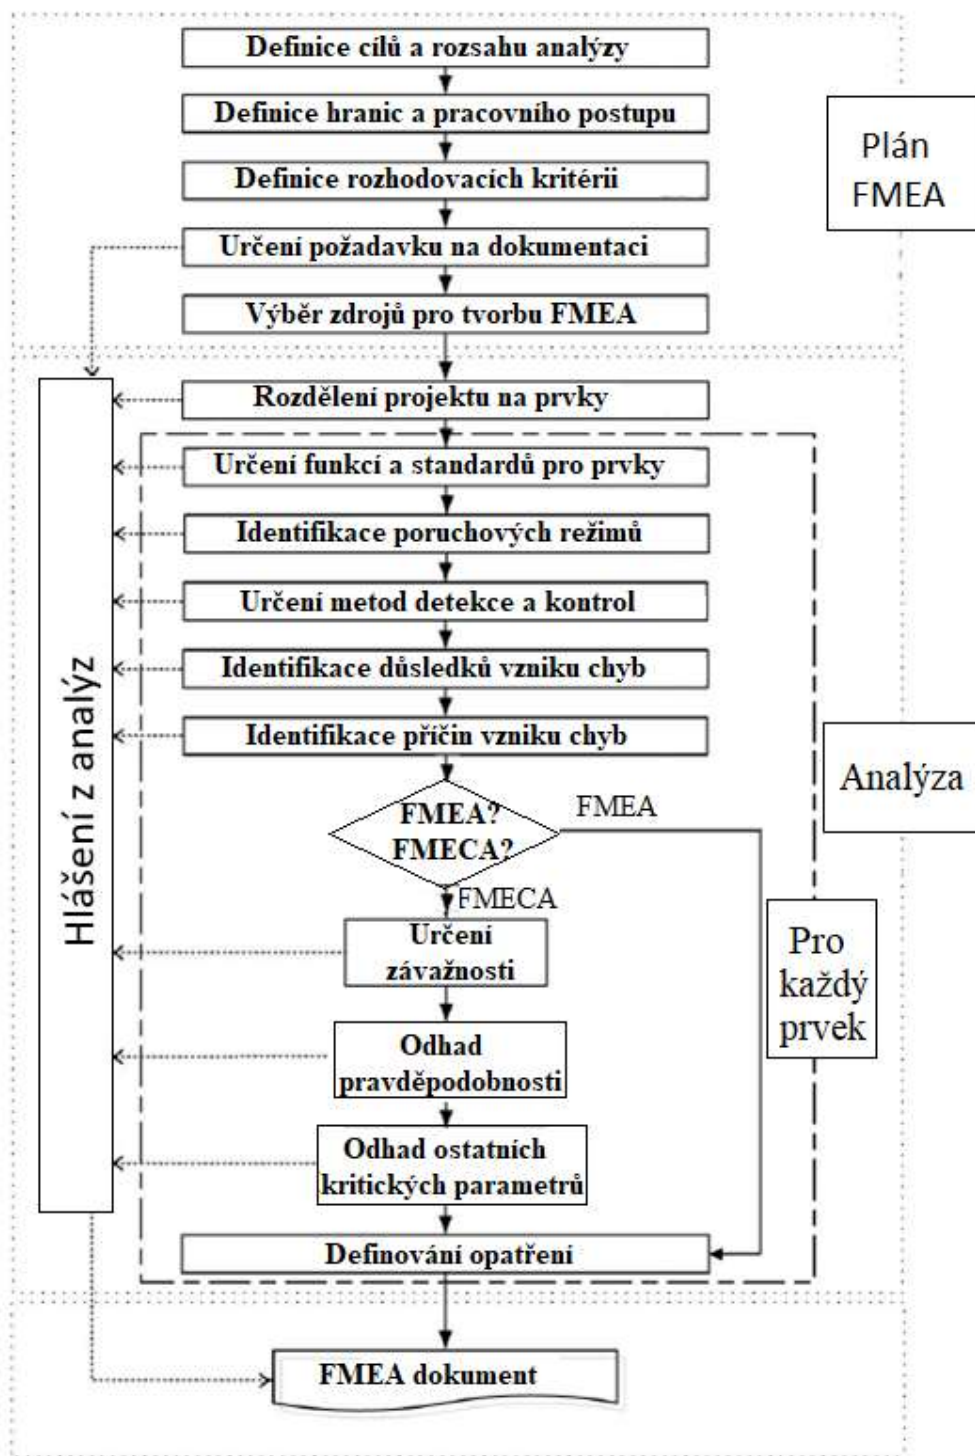 Definice cílů a rozsahu analýzy
Definice hranic a pracovního postupu
Plán
FMEA
Definice rozhodovacích kritérii
Určení požadavku na dokumentaci
Výběr zdrojů pro tvorbu FMEA
Rozdělení projektu na prvky
Určení funkcí a standardů pro prvky
Identifikace poruchových režimů
Určení metod detekce a kontrol
Identifikace důsledků vzniku chyb
Identifikace příčin vzniku chyb
Hlášení z analýz
Analýza
FMEA?
FMECA?
FMEA
FMECA
Určení
závažnosti
Pro
každý
prvek
Odhad
pravděpodobnosti
Odhad ostatních
kritických parametrů
Definování opatření
FMEA dokument